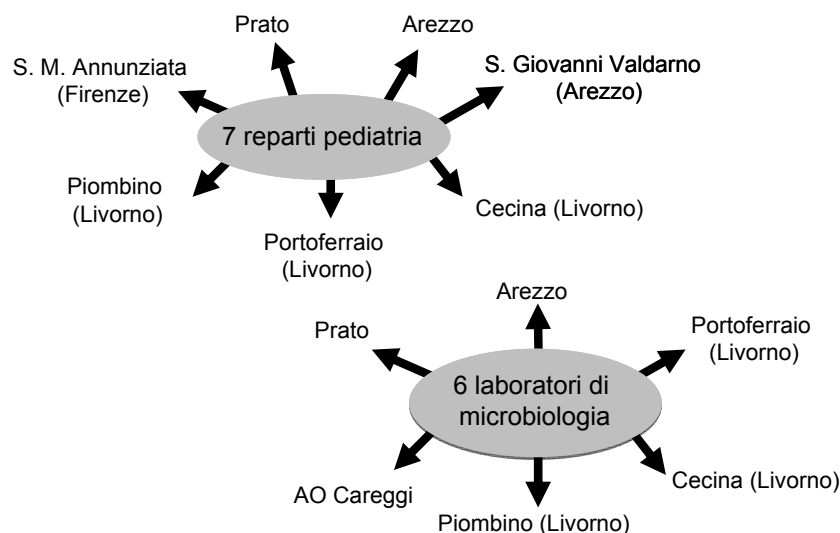 Prato
Arezzo
S. M. Annunziata
(Firenze)
S. Giovanni Valdarno
(Arezzo)
7 reparti pediatria
Piombino
(Livorno)
Cecina (Livorno)
Portoferraio
(Livorno)
Arezzo
Prato
Portoferraio
(Livorno)
6 laboratori di
microbiologia
Cecina (Livorno)
AO Careggi
Piombino (Livorno)